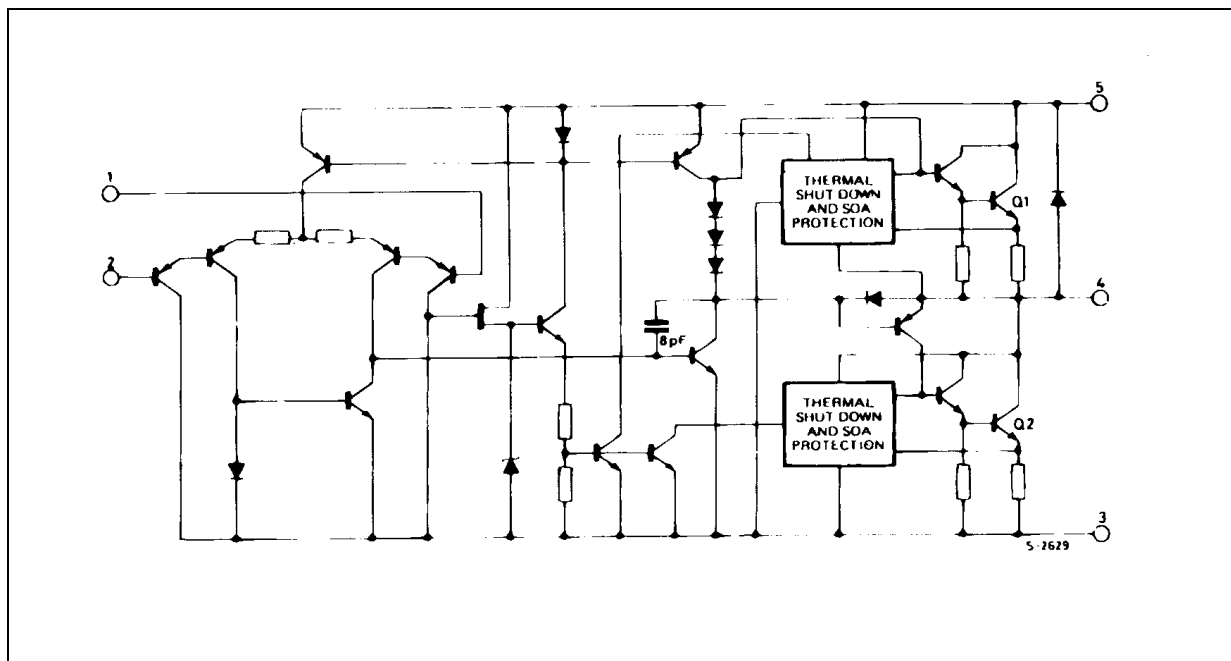 5
1
THERMAL
SHUT DOWN
AND SOA
PROTECTION
Q1
2
4
8pF
THERMAL
SHUT DOWN
AND SOA
PROTECTION
Q2
3
S-2629